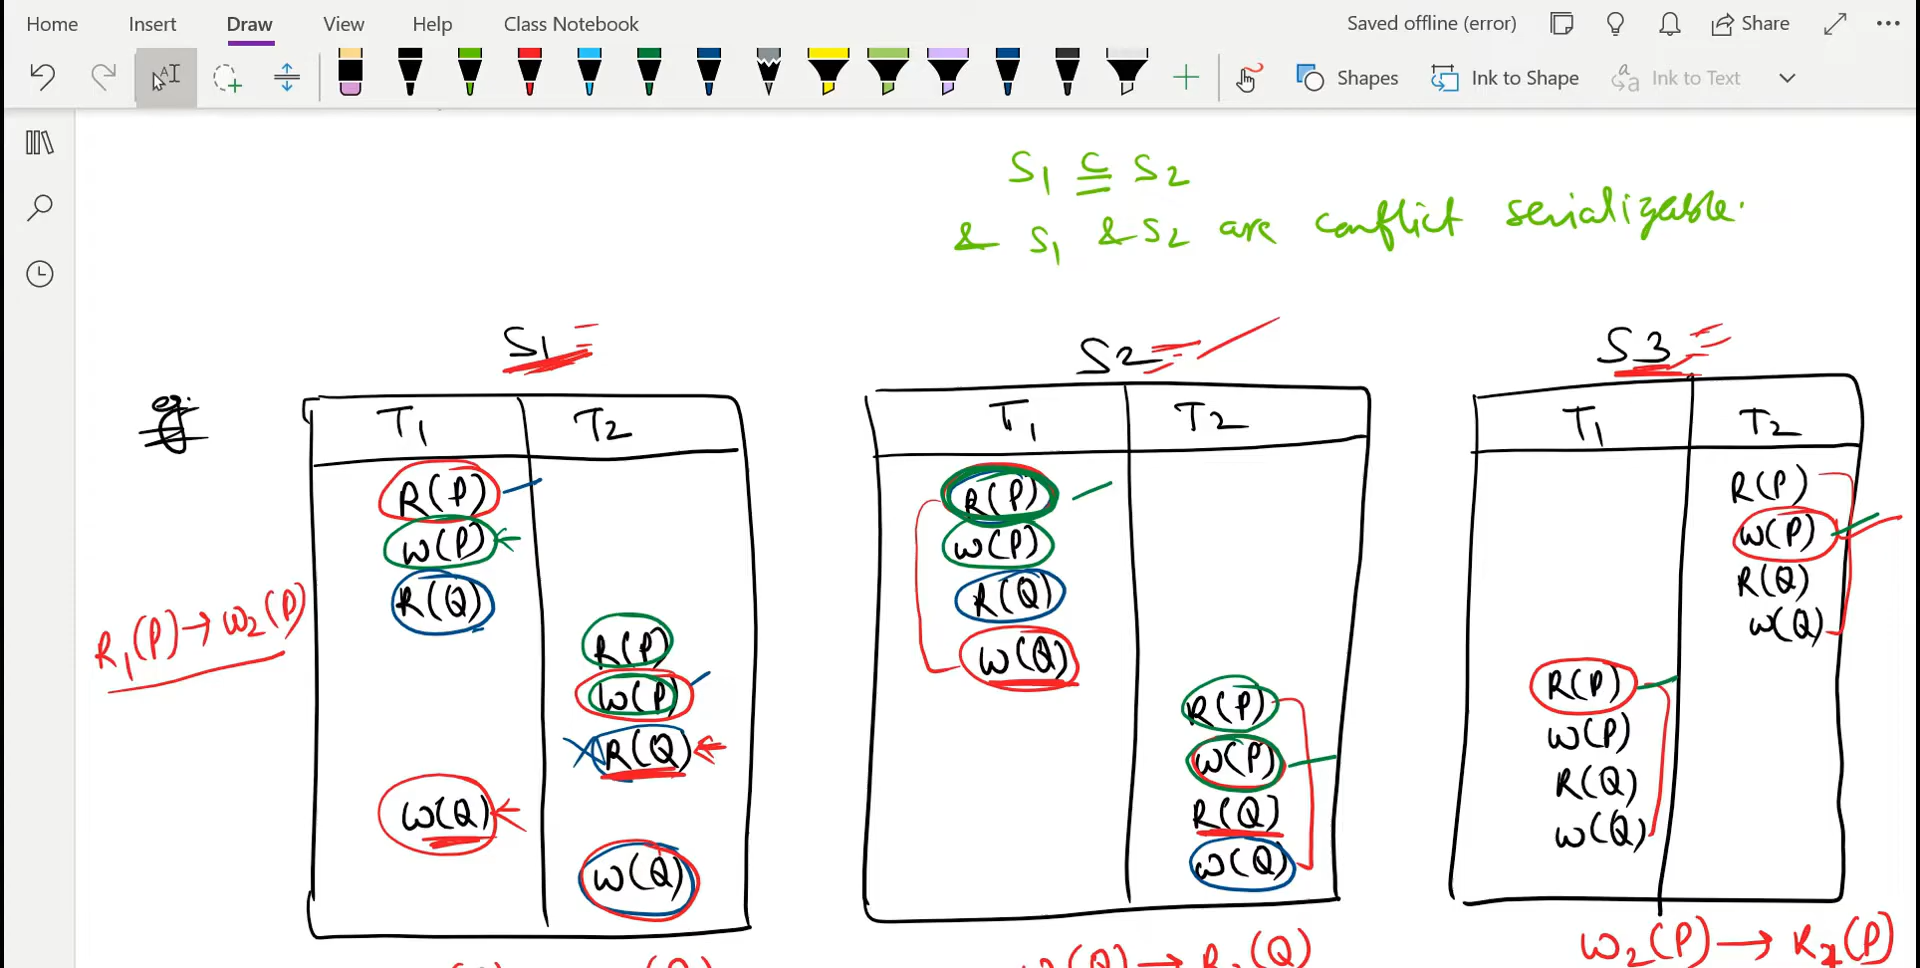 Home Insert Draw View Help Class Notebook Saved offline (error) Share
Shapes Ink to Shape Ink to Text
S1 ⊆ S2
& S1 & S2 are conflict serializable.
S1 S2 S3
eg:
T1 T2
R(P)
W(P)
R(Q)
R(P)
W(P)
R(Q)
W(Q)
W(Q)
R1(P) → W2(P)
T1 T2
R(P)
W(P)
R(Q)
W(Q)
R(P)
W(P)
R(Q)
W(Q)
T1 T2
R(P)
W(P)
R(Q)
W(Q)
R(P)
W(P)
R(Q)
W(Q)
W2(P) → R1(P)